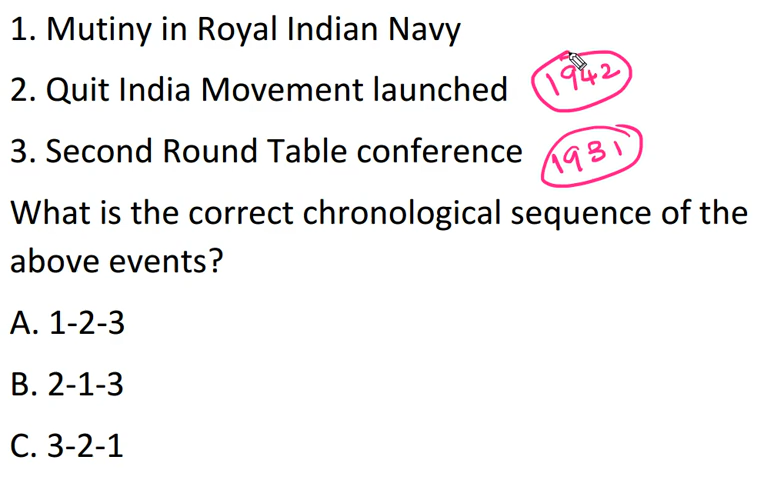 1. Mutiny in Royal Indian Navy
2. Quit India Movement launched 1942
3. Second Round Table conference 1931
What is the correct chronological sequence of the
above events?
A. 1-2-3
B. 2-1-3
C. 3-2-1